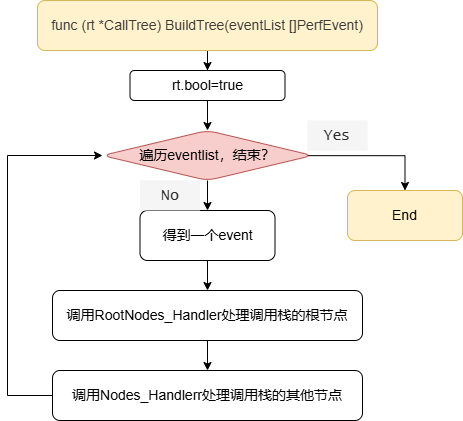 func (rt *CallTree) BuildTree(eventList []PerfEvent)
rt.bool=true
遍历eventlist，结束？
Yes
No
End
得到一个event
调用RootNodes_Handler处理调用栈的根节点
调用Nodes_Handlerr处理调用栈的其他节点